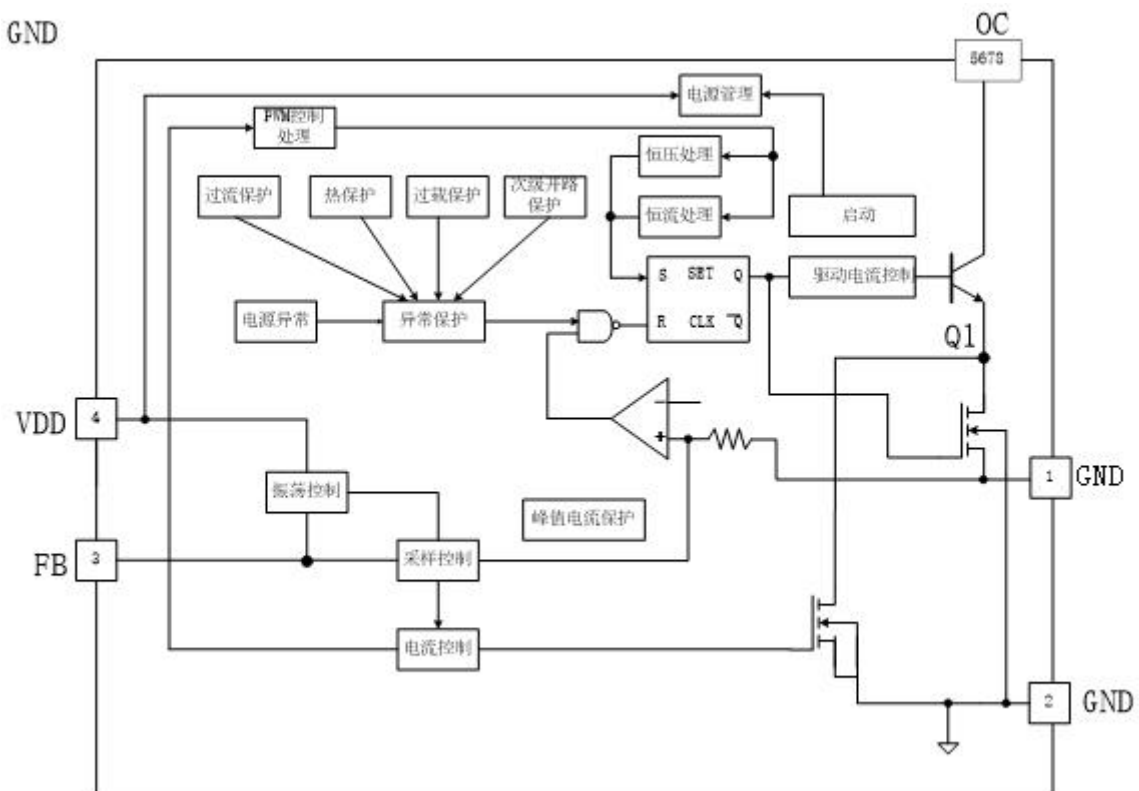 GND
OC
5678
电源管理
PWM控制
处理
恒压处理
过流保护
热保护
过载保护
次级开路
保护
恒流处理
启动
S SET Q
驱动电流控制
电源异常
异常保护
R CLK Q
Q1
VDD
4
−
+
1
GND
振荡控制
峰值电流保护
FB
3
采样控制
电流控制
2
GND